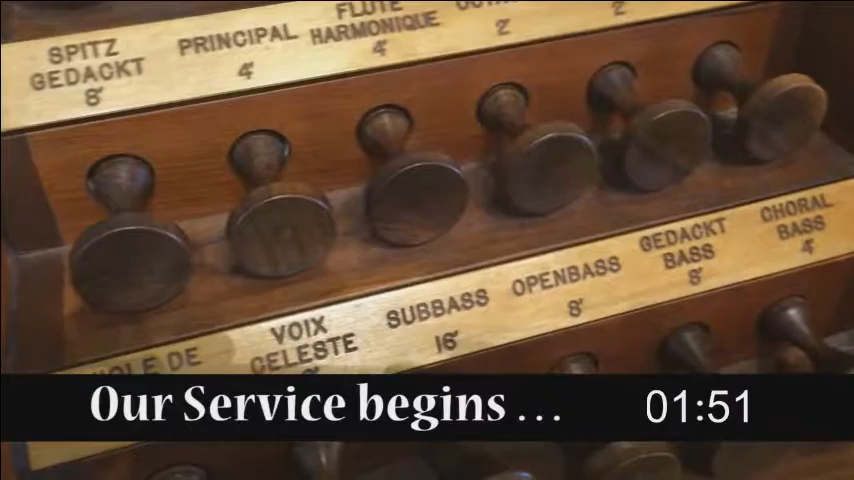 SPITZ
GEDACKT
8'
PRINCIPAL
4'
FLUTE
HARMONIQUE
4'
2'
2'
VOIX
CELESTE
SUBBASS
16'
OPENBASS
8'
GEDACKT
BASS
8'
CHORAL
BASS
4'
DE
Our Service begins ... 01:51